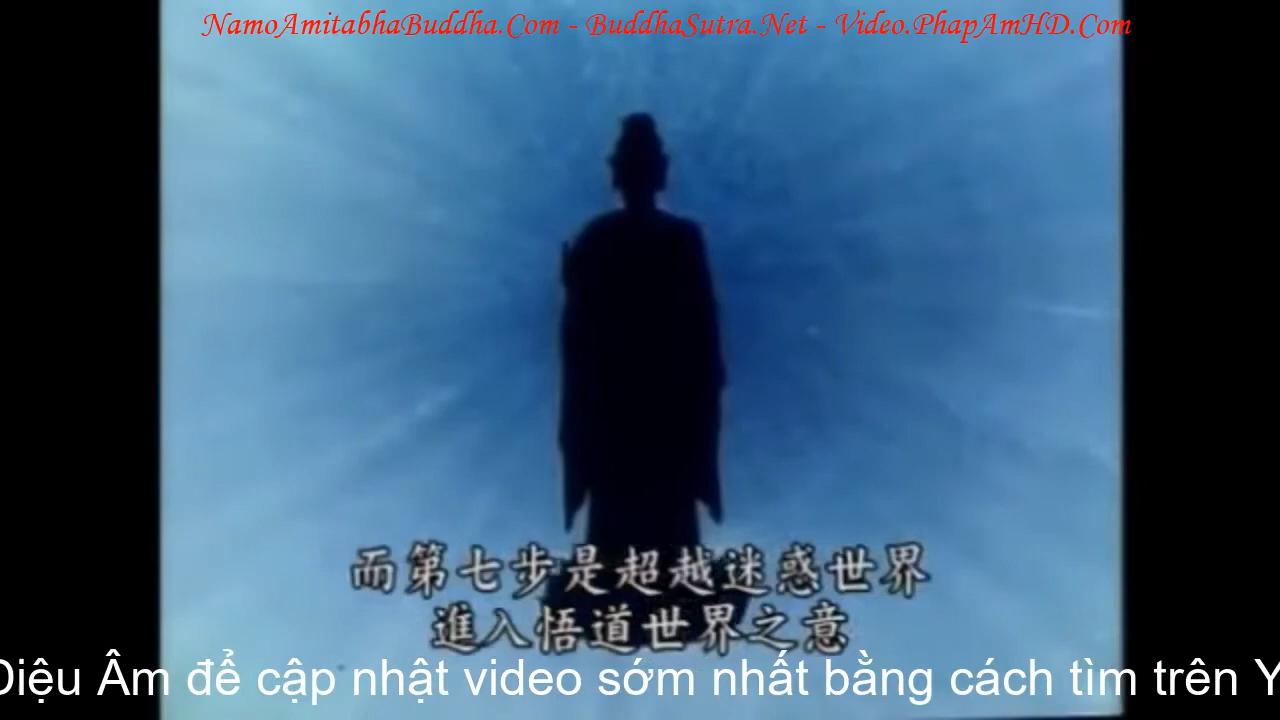 NamoAmitabhaBuddha.Com - BuddhaSutra.Net - Video.PhapAmHD.Com
而第七步是超越迷惑世界
進入悟道世界之意
Diệu Âm để cập nhật video sớm nhất bằng cách tìm trên Y